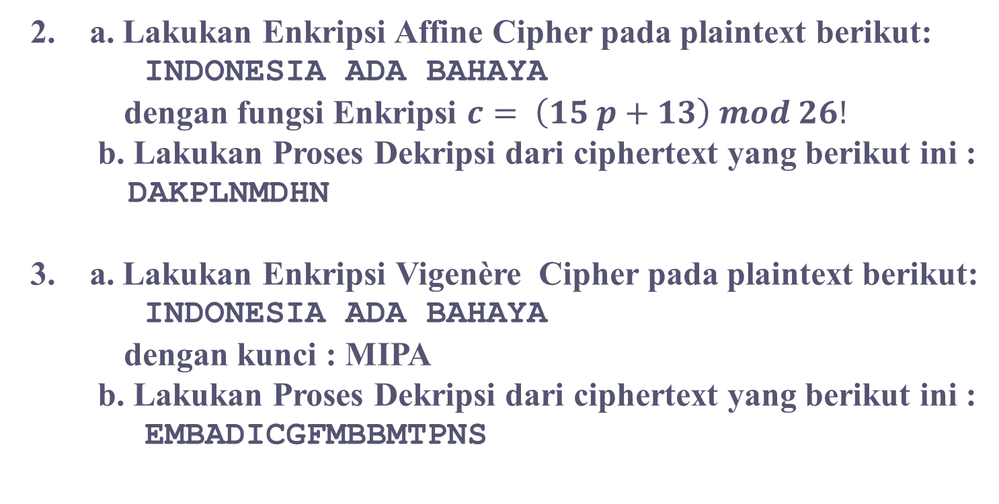 2. a. Lakukan Enkripsi Affine Cipher pada plaintext berikut:
INDONESIA ADA BAHAYA
dengan fungsi Enkripsi c = (15 p + 13) mod 26!
b. Lakukan Proses Dekripsi dari ciphertext yang berikut ini :
DAKPLNMDHN
3. a. Lakukan Enkripsi Vigenère Cipher pada plaintext berikut:
INDONESIA ADA BAHAYA
dengan kunci : MIPA
b. Lakukan Proses Dekripsi dari ciphertext yang berikut ini :
EMBADICGFMBBMTPNS